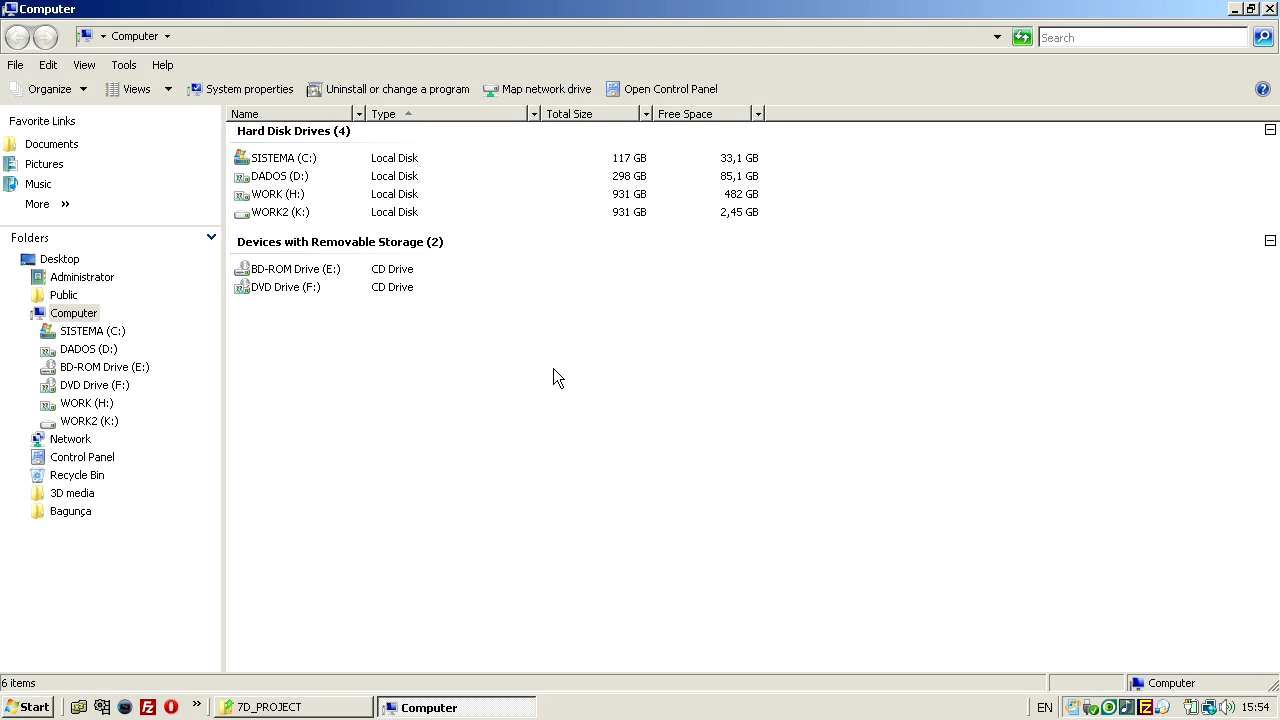 Computer
Computer
Search
File Edit View Tools Help
Organize Views System properties Uninstall or change a program Map network drive Open Control Panel
Favorite Links
Documents
Pictures
Music
More »
Folders
Desktop
Administrator
Public
Computer
SISTEMA (C:)
DADOS (D:)
BD-ROM Drive (E:)
DVD Drive (F:)
WORK (H:)
WORK2 (K:)
Network
Control Panel
Recycle Bin
3D media
Bagunça
Name Type Total Size Free Space
Hard Disk Drives (4)
SISTEMA (C:) Local Disk 117 GB 33,1 GB
DADOS (D:) Local Disk 298 GB 85,1 GB
WORK (H:) Local Disk 931 GB 482 GB
WORK2 (K:) Local Disk 931 GB 2,45 GB
Devices with Removable Storage (2)
BD-ROM Drive (E:) CD Drive
DVD Drive (F:) CD Drive
6 items Computer
Start » 7D_PROJECT Computer EN 15:54